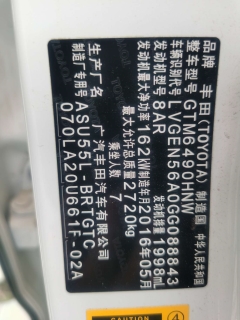 品牌 丰田(TOYOTA) 制造国 中华人民共和国
整车型号 GTM6490HNW
车辆识别代号 LVGEN56A0GG089843
发动机型号 8AR 发动机排量 1998mL
发动机最大净功率 162kW 制造年月 2016年05月
最大允许总质量 2720kg
乘坐人数 7
生产厂名 广汽丰田汽车有限公司
制造厂专用号 ASU55L-BRTGTC
070LA26U661F-02A
CAUTION